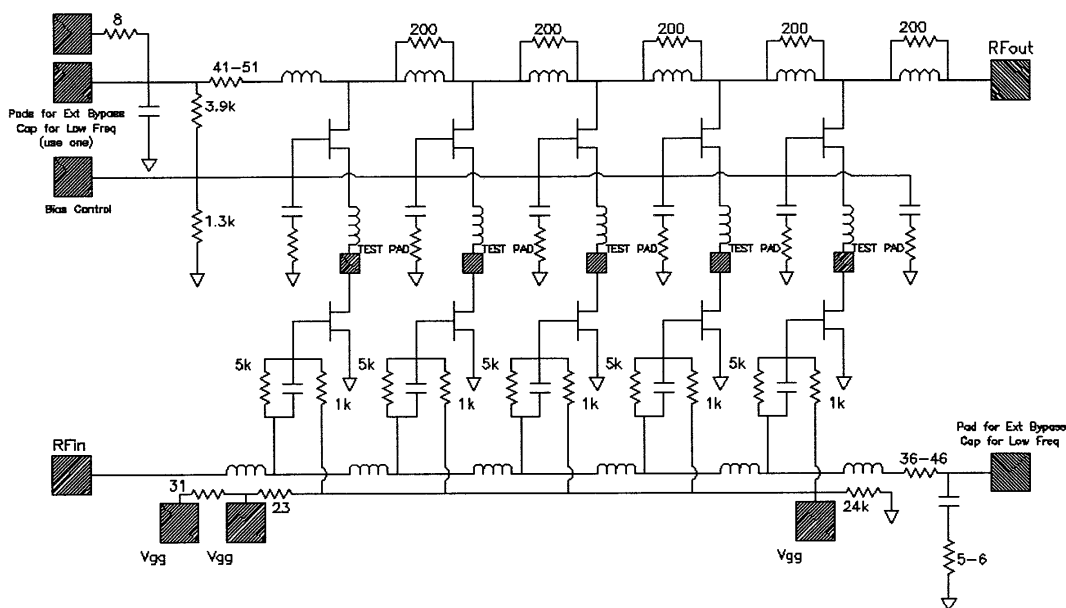 8
200
200
200
200
200
RFout
41-51
Pads for Ext Bypass
Cap for Low Freq
(use one)
3.9k
Bias Control
1.3k
TEST PAD
TEST PAD
TEST PAD
TEST PAD
TEST PAD
5k
5k
5k
5k
5k
1k
1k
1k
1k
1k
RFin
Pad for Ext Bypass
Cap for Low Freq
36-46
31
23
24k
Vgg
Vgg
Vgg
5-6